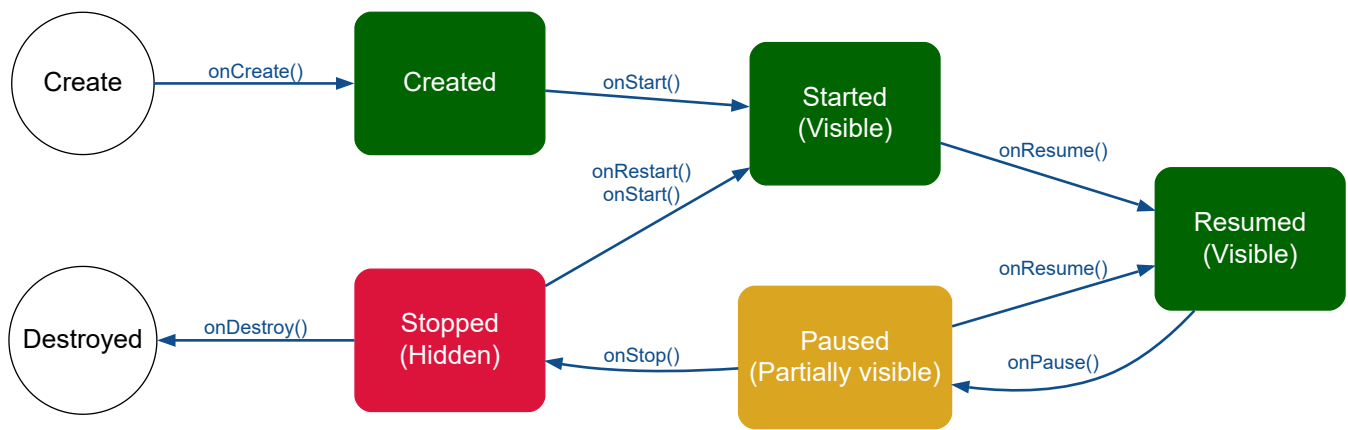 Create
onCreate()
Created
onStart()
Started
(Visible)
onResume()
Resumed
(Visible)
onRestart()
onStart()
Destroyed
onDestroy()
Stopped
(Hidden)
onStop()
Paused
(Partially visible)
onResume()
onPause()